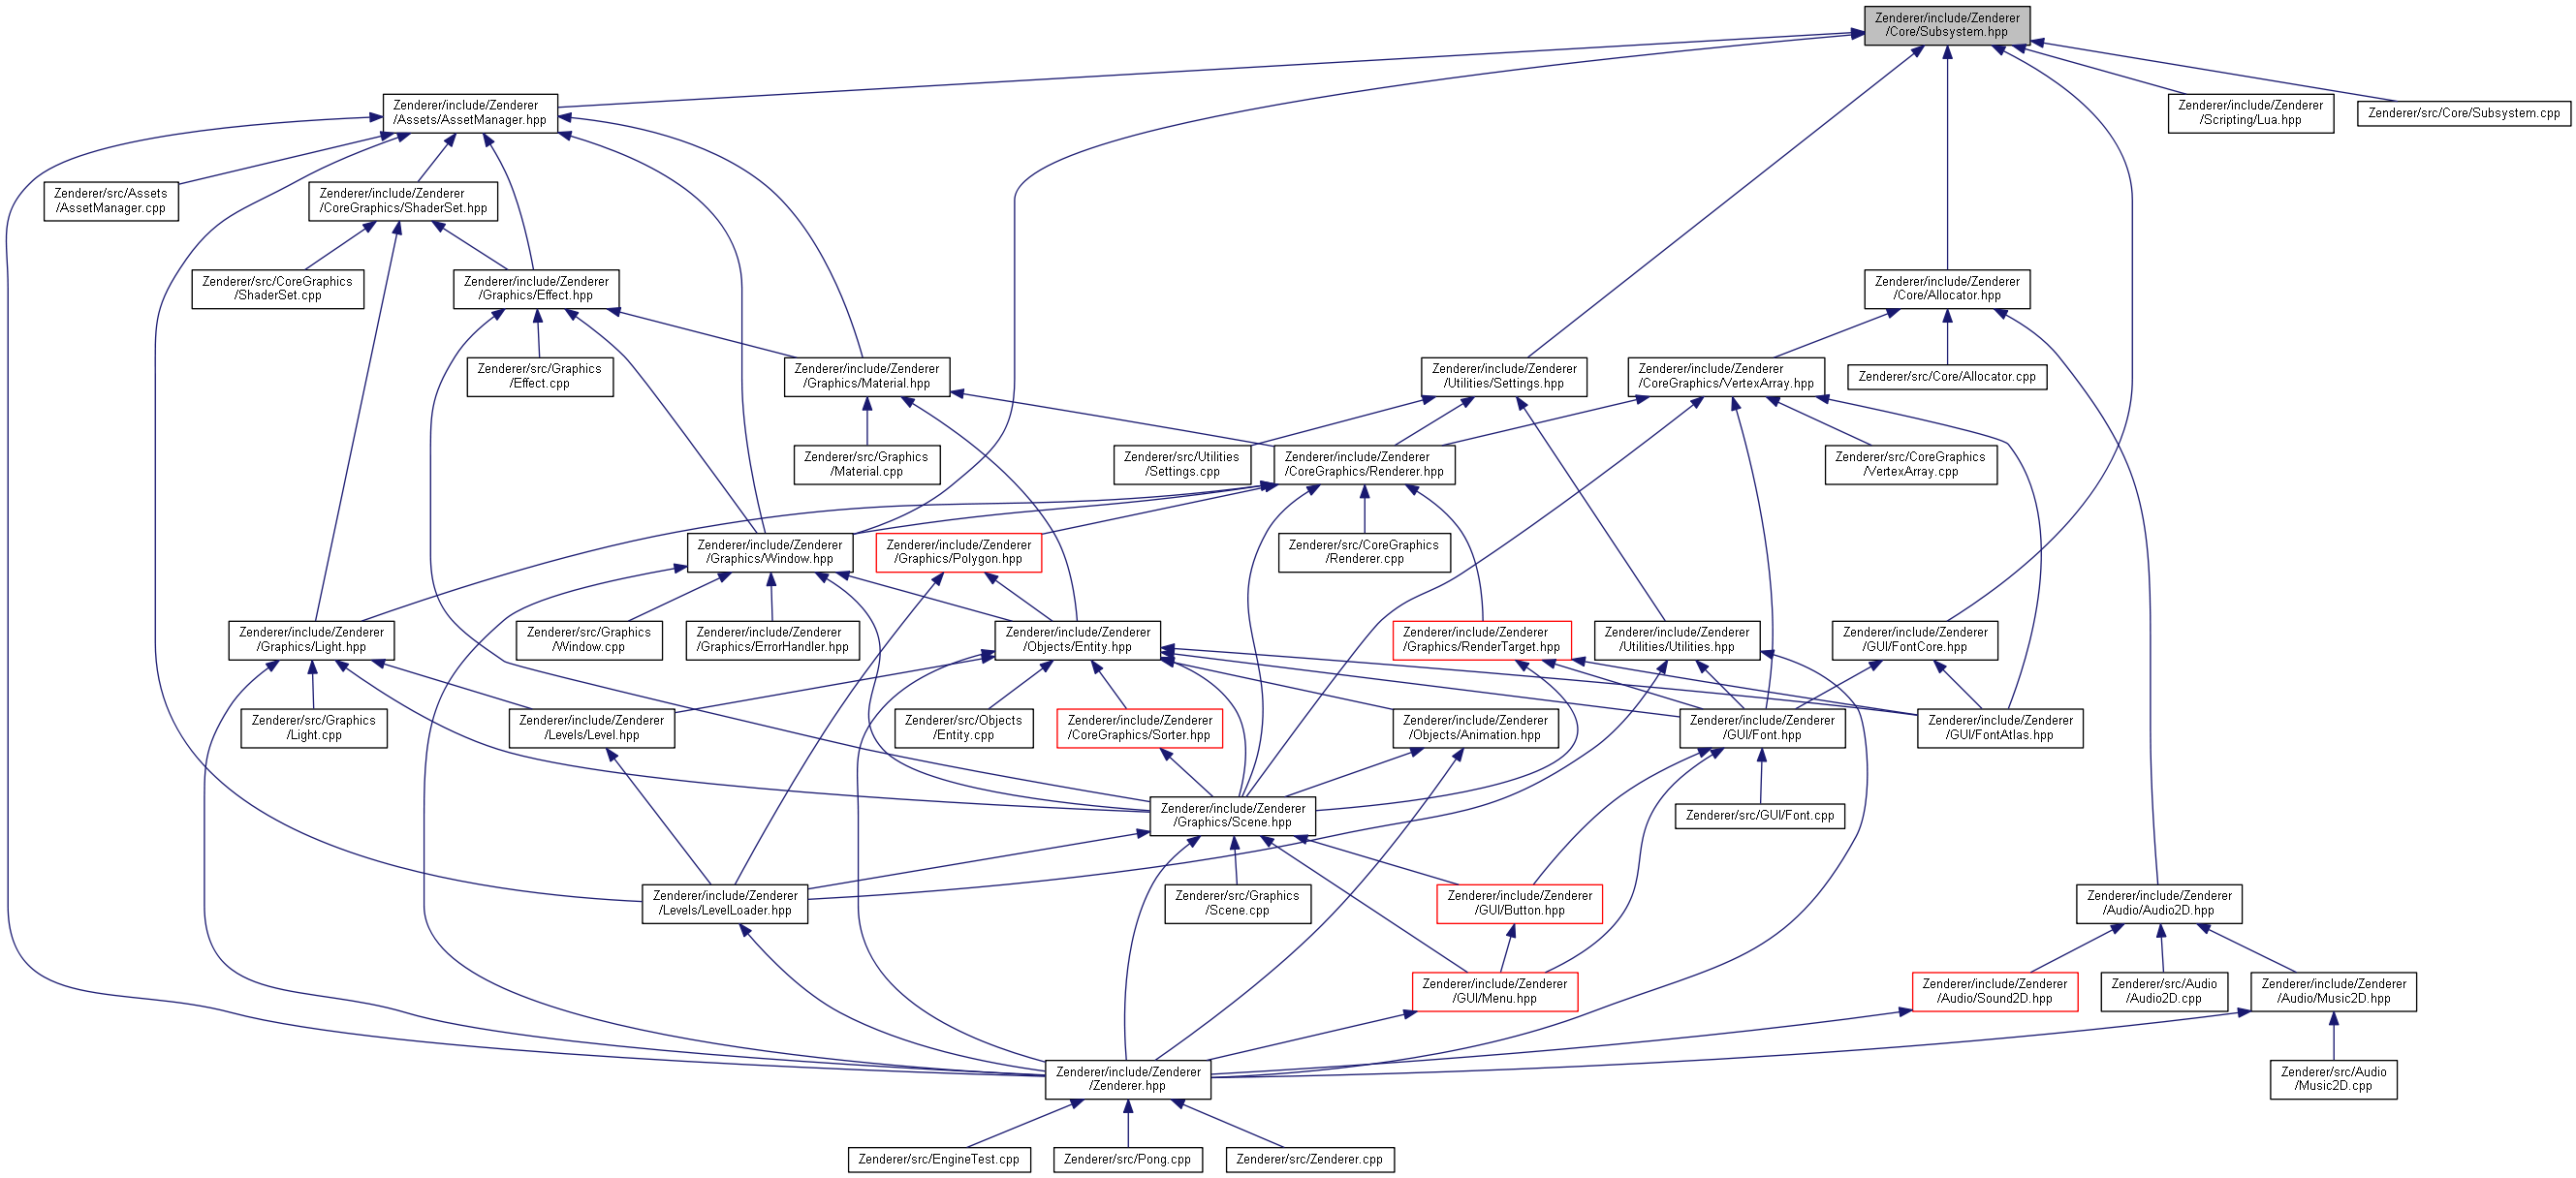 Zenderer/include/Zenderer
/Core/Subsystem.hpp
Zenderer/include/Zenderer
/Assets/AssetManager.hpp
Zenderer/include/Zenderer
/Scripting/Lua.hpp
Zenderer/src/Core/Subsystem.cpp
Zenderer/src/Assets
/AssetManager.cpp
Zenderer/include/Zenderer
/CoreGraphics/ShaderSet.hpp
Zenderer/src/CoreGraphics
/ShaderSet.cpp
Zenderer/include/Zenderer
/Graphics/Effect.hpp
Zenderer/include/Zenderer
/Core/Allocator.hpp
Zenderer/src/Graphics
/Effect.cpp
Zenderer/include/Zenderer
/Graphics/Material.hpp
Zenderer/include/Zenderer
/Utilities/Settings.hpp
Zenderer/include/Zenderer
/CoreGraphics/VertexArray.hpp
Zenderer/src/Core/Allocator.cpp
Zenderer/src/Graphics
/Material.cpp
Zenderer/src/Utilities
/Settings.cpp
Zenderer/include/Zenderer
/CoreGraphics/Renderer.hpp
Zenderer/src/CoreGraphics
/VertexArray.cpp
Zenderer/include/Zenderer
/Graphics/Window.hpp
Zenderer/include/Zenderer
/Graphics/Polygon.hpp
Zenderer/src/CoreGraphics
/Renderer.cpp
Zenderer/include/Zenderer
/Graphics/Light.hpp
Zenderer/src/Graphics
/Window.cpp
Zenderer/include/Zenderer
/Graphics/ErrorHandler.hpp
Zenderer/include/Zenderer
/Objects/Entity.hpp
Zenderer/include/Zenderer
/Graphics/RenderTarget.hpp
Zenderer/include/Zenderer
/Utilities/Utilities.hpp
Zenderer/include/Zenderer
/GUI/FontCore.hpp
Zenderer/src/Graphics
/Light.cpp
Zenderer/include/Zenderer
/Levels/Level.hpp
Zenderer/src/Objects
/Entity.cpp
Zenderer/include/Zenderer
/CoreGraphics/Sorter.hpp
Zenderer/include/Zenderer
/Objects/Animation.hpp
Zenderer/include/Zenderer
/GUI/Font.hpp
Zenderer/include/Zenderer
/GUI/FontAtlas.hpp
Zenderer/include/Zenderer
/Graphics/Scene.hpp
Zenderer/src/GUI/Font.cpp
Zenderer/include/Zenderer
/Levels/LevelLoader.hpp
Zenderer/src/Graphics
/Scene.cpp
Zenderer/include/Zenderer
/GUI/Button.hpp
Zenderer/include/Zenderer
/Audio/Audio2D.hpp
Zenderer/include/Zenderer
/GUI/Menu.hpp
Zenderer/include/Zenderer
/Audio/Sound2D.hpp
Zenderer/src/Audio
/Audio2D.cpp
Zenderer/include/Zenderer
/Audio/Music2D.hpp
Zenderer/include/Zenderer
/Zenderer.hpp
Zenderer/src/Audio
/Music2D.cpp
Zenderer/src/EngineTest.cpp
Zenderer/src/Pong.cpp
Zenderer/src/Zenderer.cpp